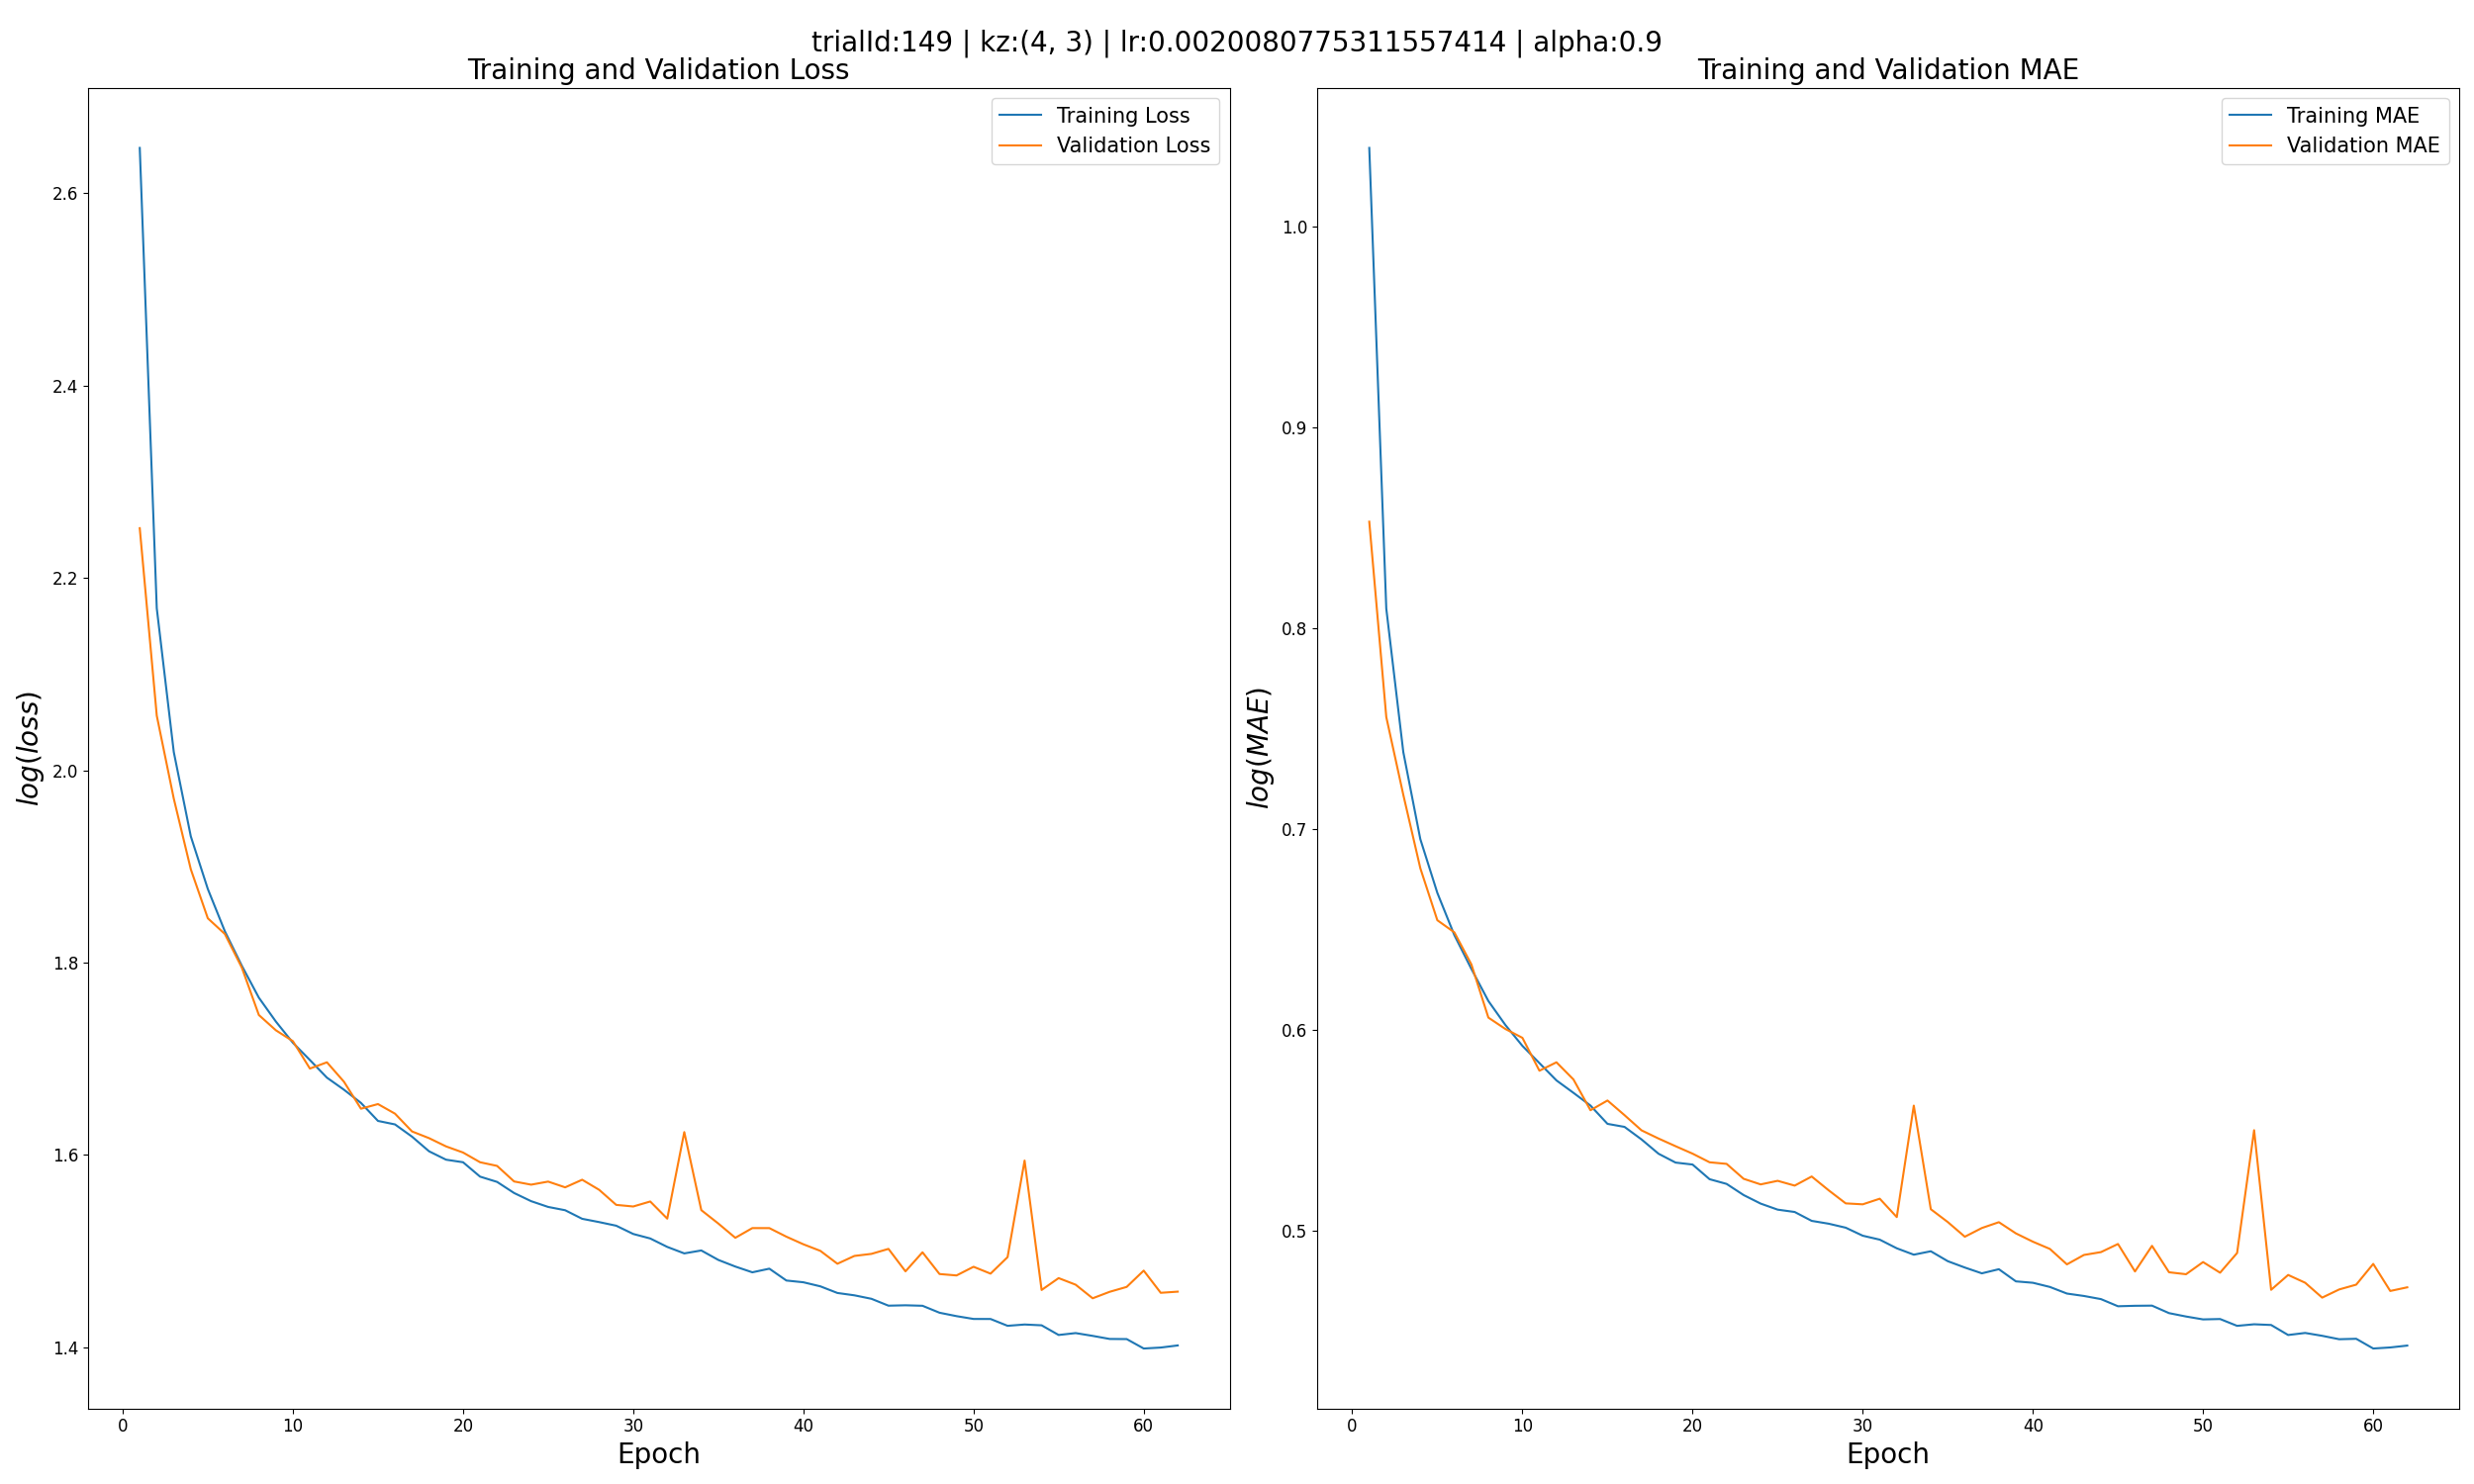 trialId:149 | kz:(4, 3) | lr:0.0020080775311557414 | alpha:0.9
Training and Validation Loss
Training Loss
Validation Loss
log(loss)
2.6
2.4
2.2
2.0
1.8
1.6
1.4
0 10 20 30 40 50 60
Epoch
Training and Validation MAE
Training MAE
Validation MAE
log(MAE)
1.0
0.9
0.8
0.7
0.6
0.5
0 10 20 30 40 50 60
Epoch